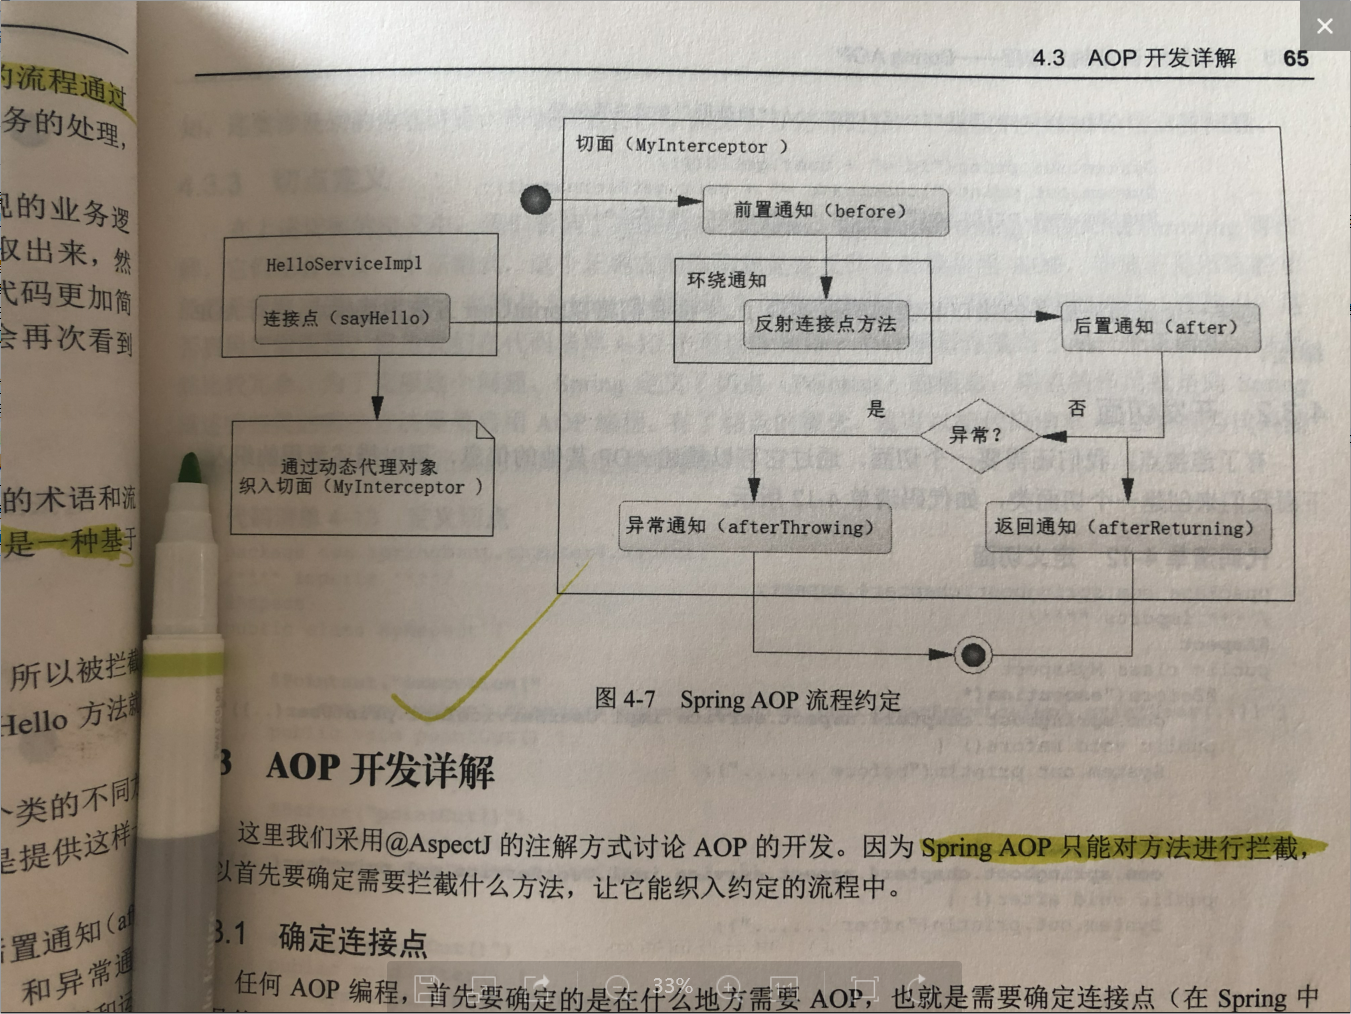 4.3 AOP 开发详解 65
的流程通过
务的处理，
见的业务逻
取出来，然
代码更加简
会再次看到
的术语和流
是一种基于
所以被拦截
Hello 方法就
个类的不同
是提供这样
后置通知（af
和异常通
切面（MyInterceptor ）
前置通知（before）
HelloServiceImpl
连接点（sayHello）
环绕通知
反射连接点方法
后置通知（after）
是
异常？
否
通过动态代理对象
织入切面（MyInterceptor ）
异常通知（afterThrowing）
返回通知（afterReturning）
图 4-7 Spring AOP 流程约定
3 AOP 开发详解
这里我们采用@AspectJ 的注解方式讨论 AOP 的开发。因为 Spring AOP 只能对方法进行拦截，
以首先要确定需要拦截什么方法，让它能织入约定的流程中。
3.1 确定连接点
任何 AOP 编程，首先要确定的是在什么地方需要 AOP，也就是需要确定连接点（在 Spring 中
33%